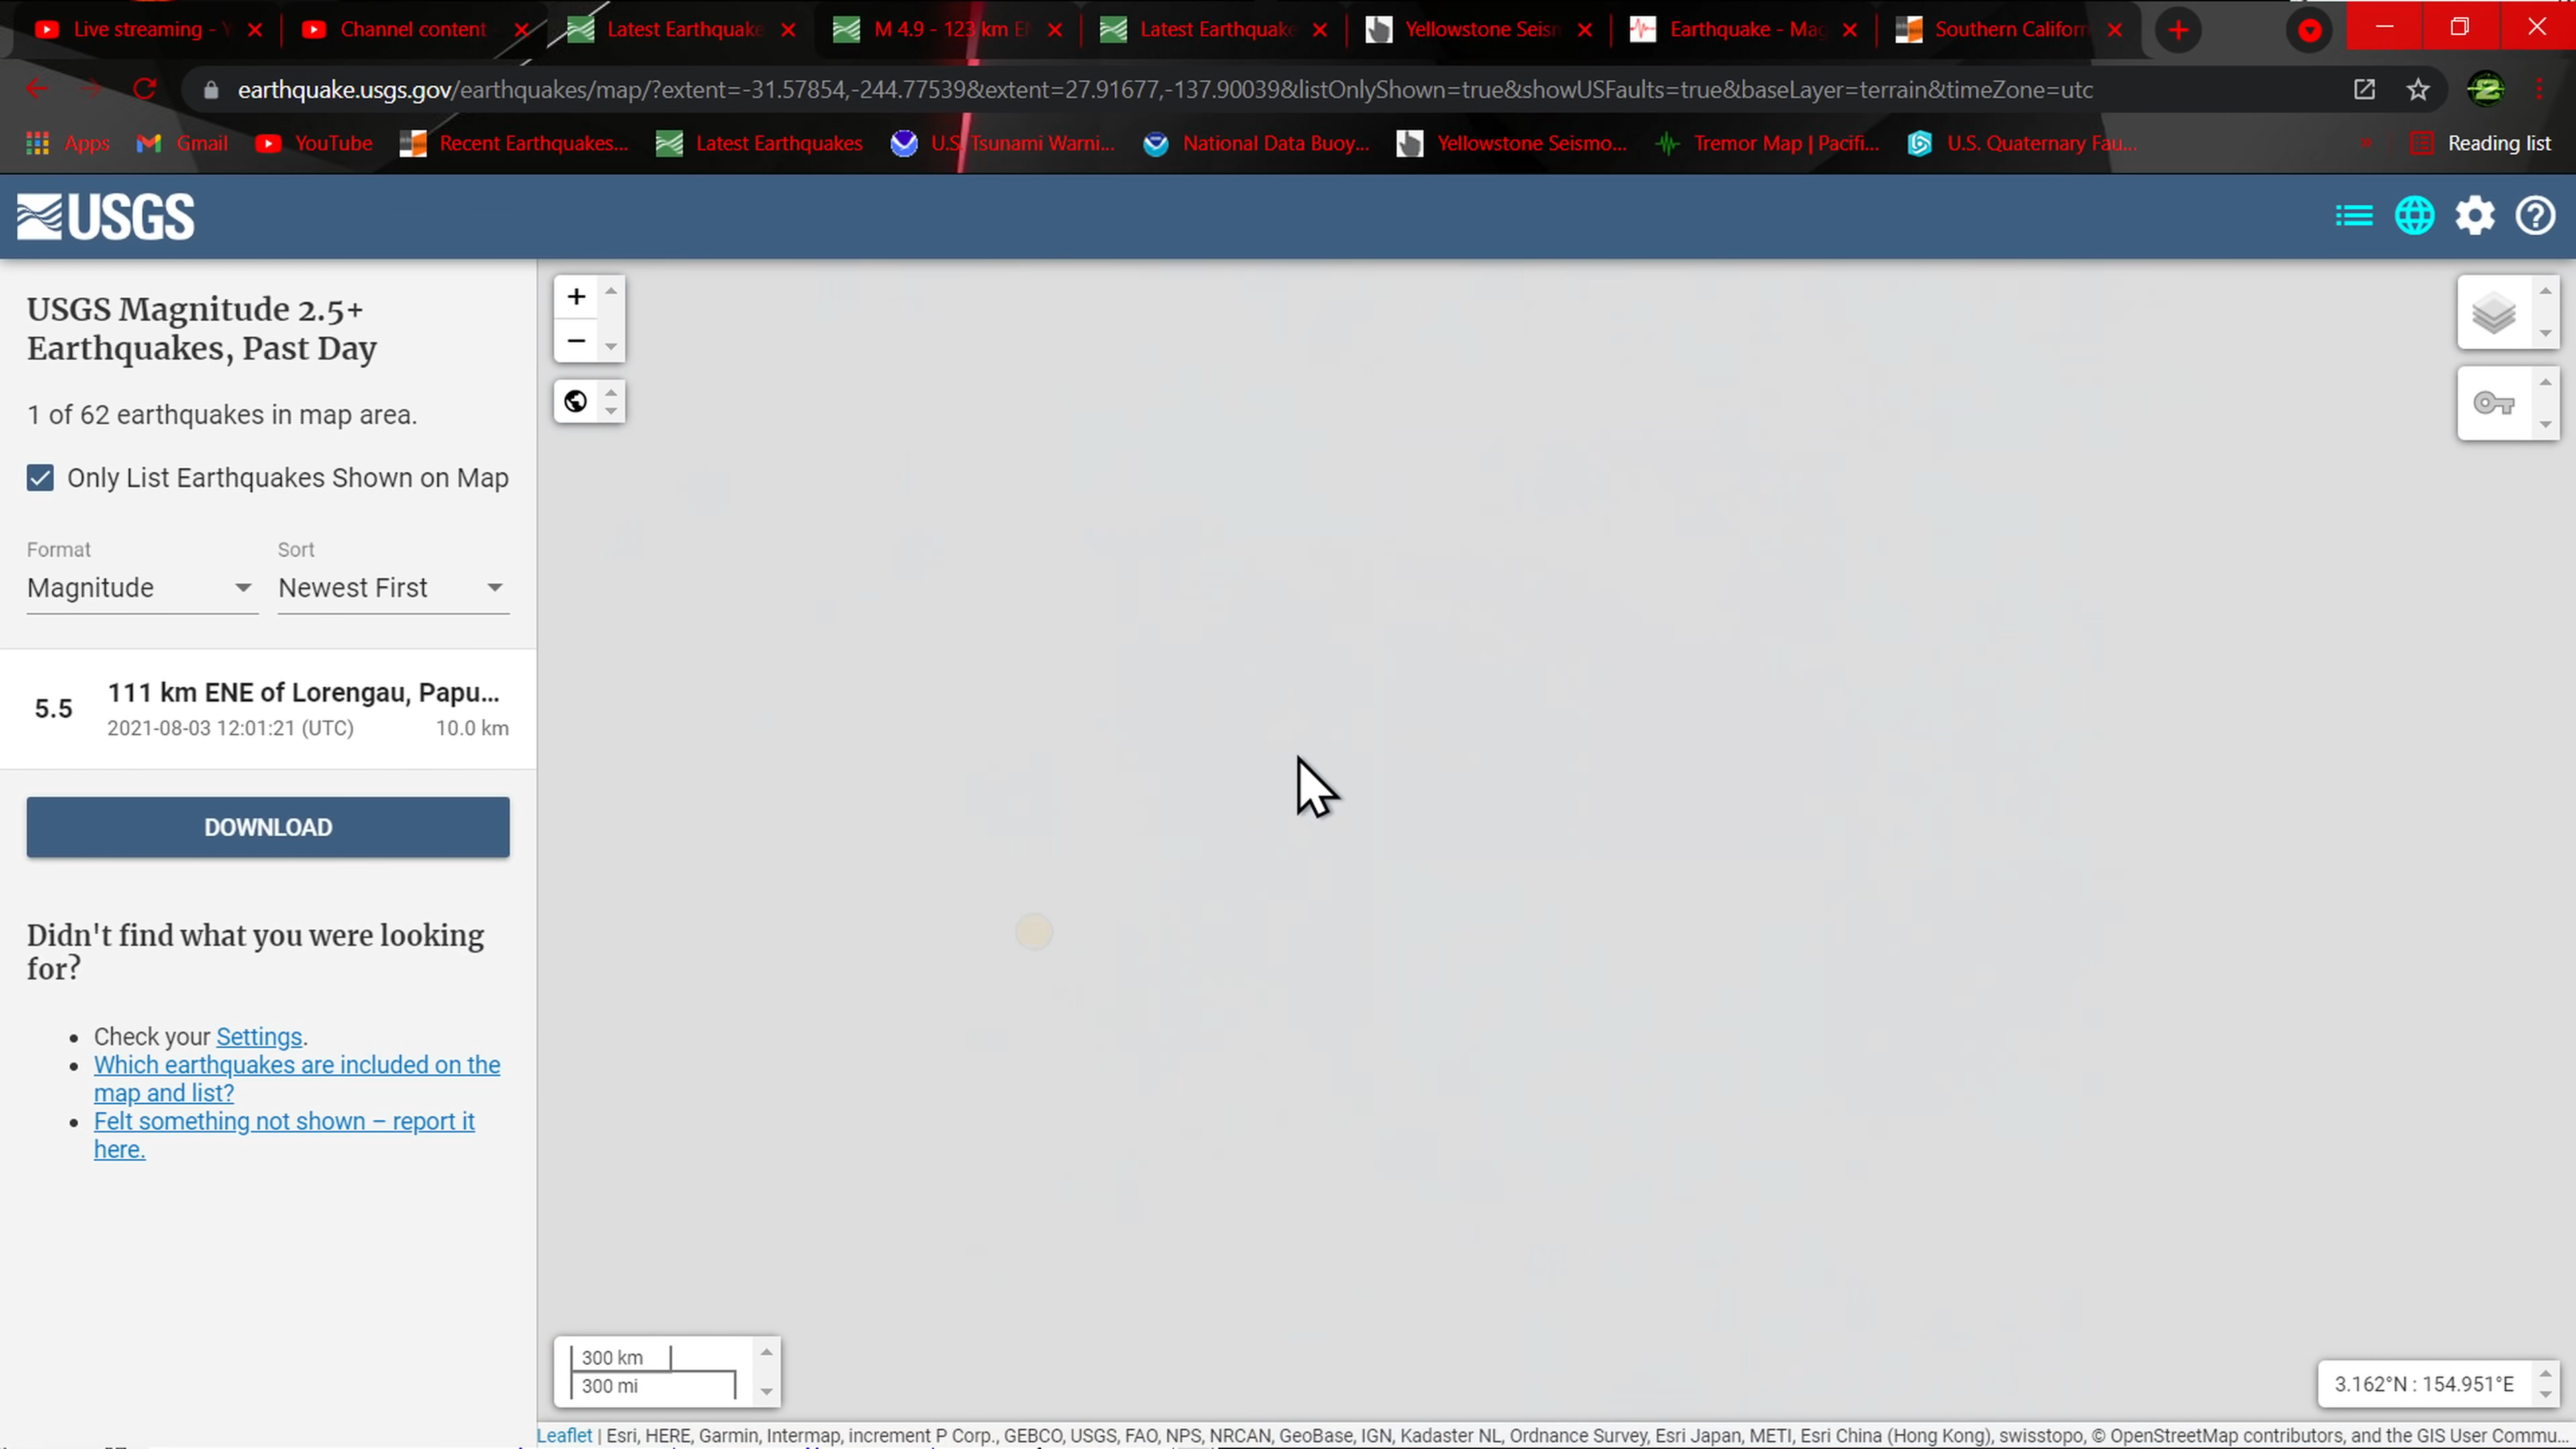 Live streaming - Y
Channel content
Latest Earthquake
M 4.9 - 123 km EN
Latest Earthquake
Yellowstone Seism
Earthquake - Mag
Southern Californ
earthquake.usgs.gov/earthquakes/map/?extent=-31.57854,-244.77539&extent=27.91677,-137.90039&listOnlyShown=true&showUSFaults=true&baseLayer=terrain&timeZone=utc
Apps
Gmail
YouTube
Recent Earthquakes...
Latest Earthquakes
U.S. Tsunami Warni...
National Data Buoy...
Yellowstone Seismo...
Tremor Map | Pacifi...
U.S. Quaternary Fau...
Reading list
USGS
USGS Magnitude 2.5+
Earthquakes, Past Day
1 of 62 earthquakes in map area.
Only List Earthquakes Shown on Map
Format
Sort
Magnitude
Newest First
5.5
111 km ENE of Lorengau, Papu...
2021-08-03 12:01:21 (UTC)
10.0 km
DOWNLOAD
Didn't find what you were looking
for?
Check your Settings.
Which earthquakes are included on the
map and list?
Felt something not shown – report it
here.
+
−
300 km
300 mi
3.162°N : 154.951°E
Leaflet | Esri, HERE, Garmin, Intermap, increment P Corp., GEBCO, USGS, FAO, NPS, NRCAN, GeoBase, IGN, Kadaster NL, Ordnance Survey, Esri Japan, METI, Esri China (Hong Kong), swisstopo, © OpenStreetMap contributors, and the GIS User Commu...